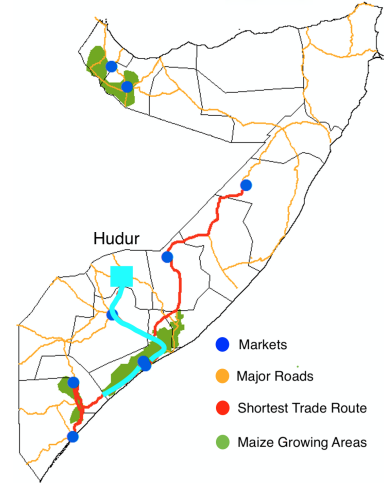 Hudur
Markets
Major Roads
Shortest Trade Route
Maize Growing Areas